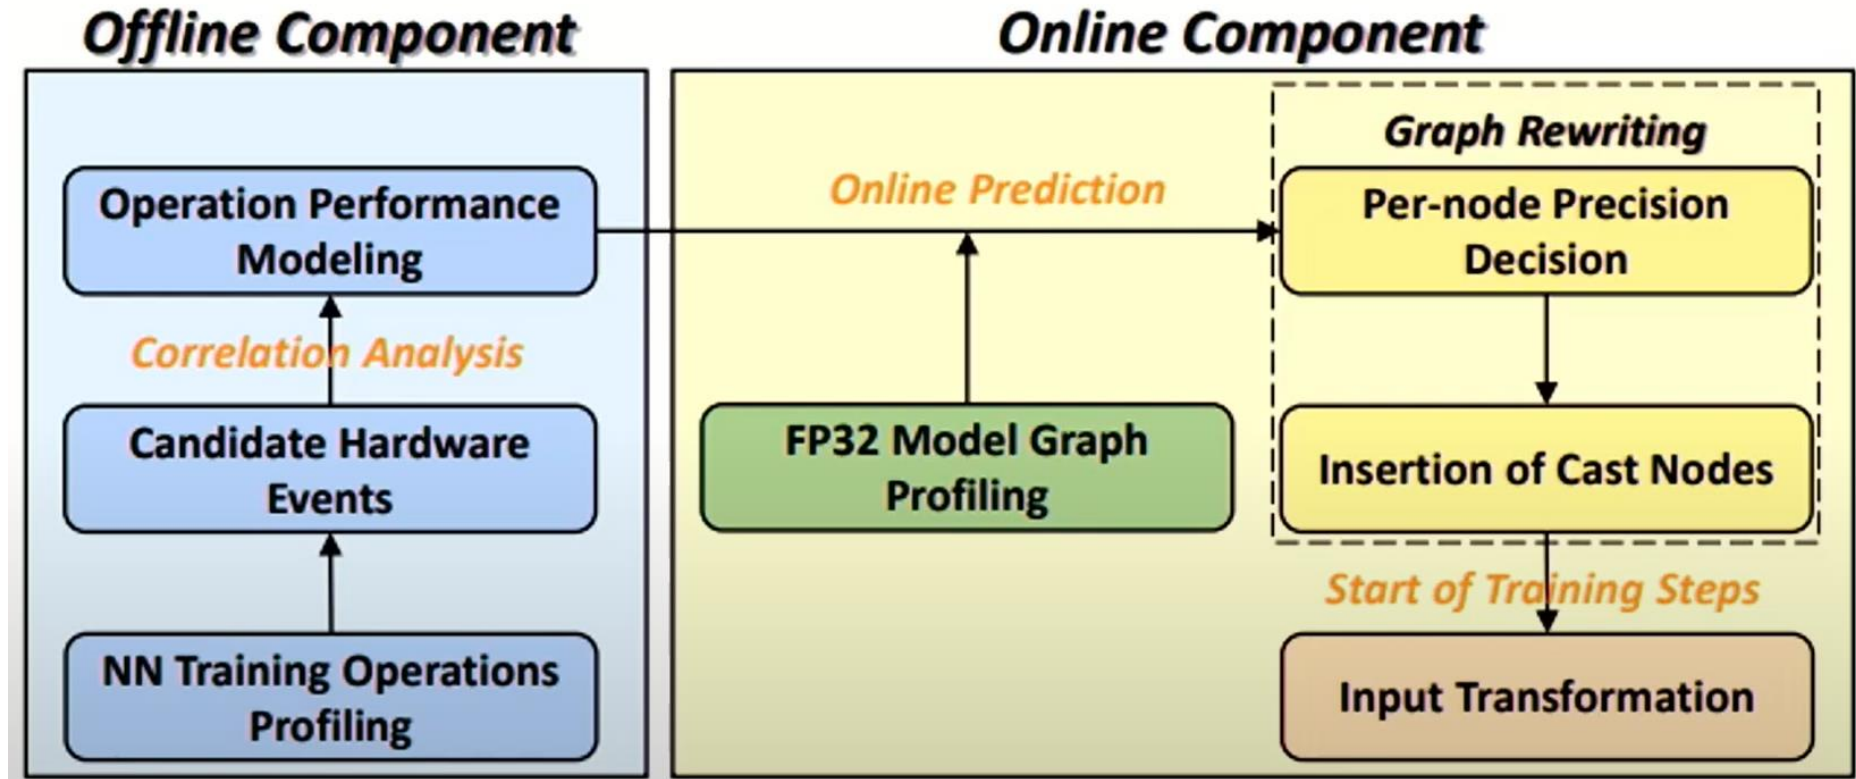 Offline Component
Online Component
Operation Performance
Modeling
Correlation Analysis
Candidate Hardware
Events
NN Training Operations
Profiling
Online Prediction
FP32 Model Graph
Profiling
Graph Rewriting
Per-node Precision
Decision
Insertion of Cast Nodes
Start of Training Steps
Input Transformation